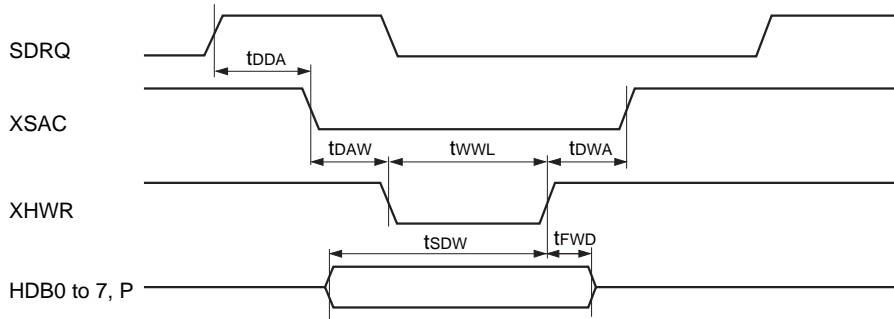 SDRQ
tDDA
XSAC
tDAW
tWWL
tDWA
XHWR
tSDW
tFWD
HDB0 to 7, P